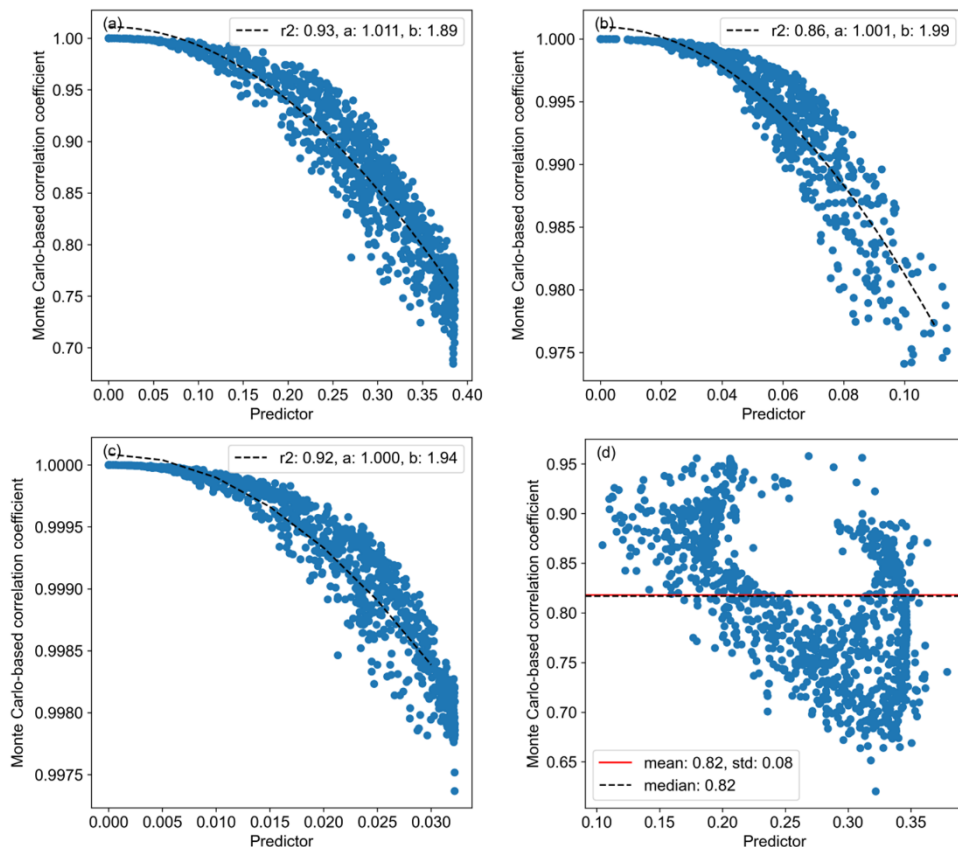 (a)
r2: 0.93, a: 1.011, b: 1.89
Monte Carlo-based correlation coefficient
1.00
0.95
0.90
0.85
0.80
0.75
0.70
0.00 0.05 0.10 0.15 0.20 0.25 0.30 0.35 0.40
Predictor
(b)
r2: 0.86, a: 1.001, b: 1.99
Monte Carlo-based correlation coefficient
1.000
0.995
0.990
0.985
0.980
0.975
0.00 0.02 0.04 0.06 0.08 0.10
Predictor
(c)
r2: 0.92, a: 1.000, b: 1.94
Monte Carlo-based correlation coefficient
1.0000
0.9995
0.9990
0.9985
0.9980
0.9975
0.000 0.005 0.010 0.015 0.020 0.025 0.030
Predictor
(d)
Monte Carlo-based correlation coefficient
0.95
0.90
0.85
0.80
0.75
0.70
0.65
mean: 0.82, std: 0.08
median: 0.82
0.10 0.15 0.20 0.25 0.30 0.35
Predictor